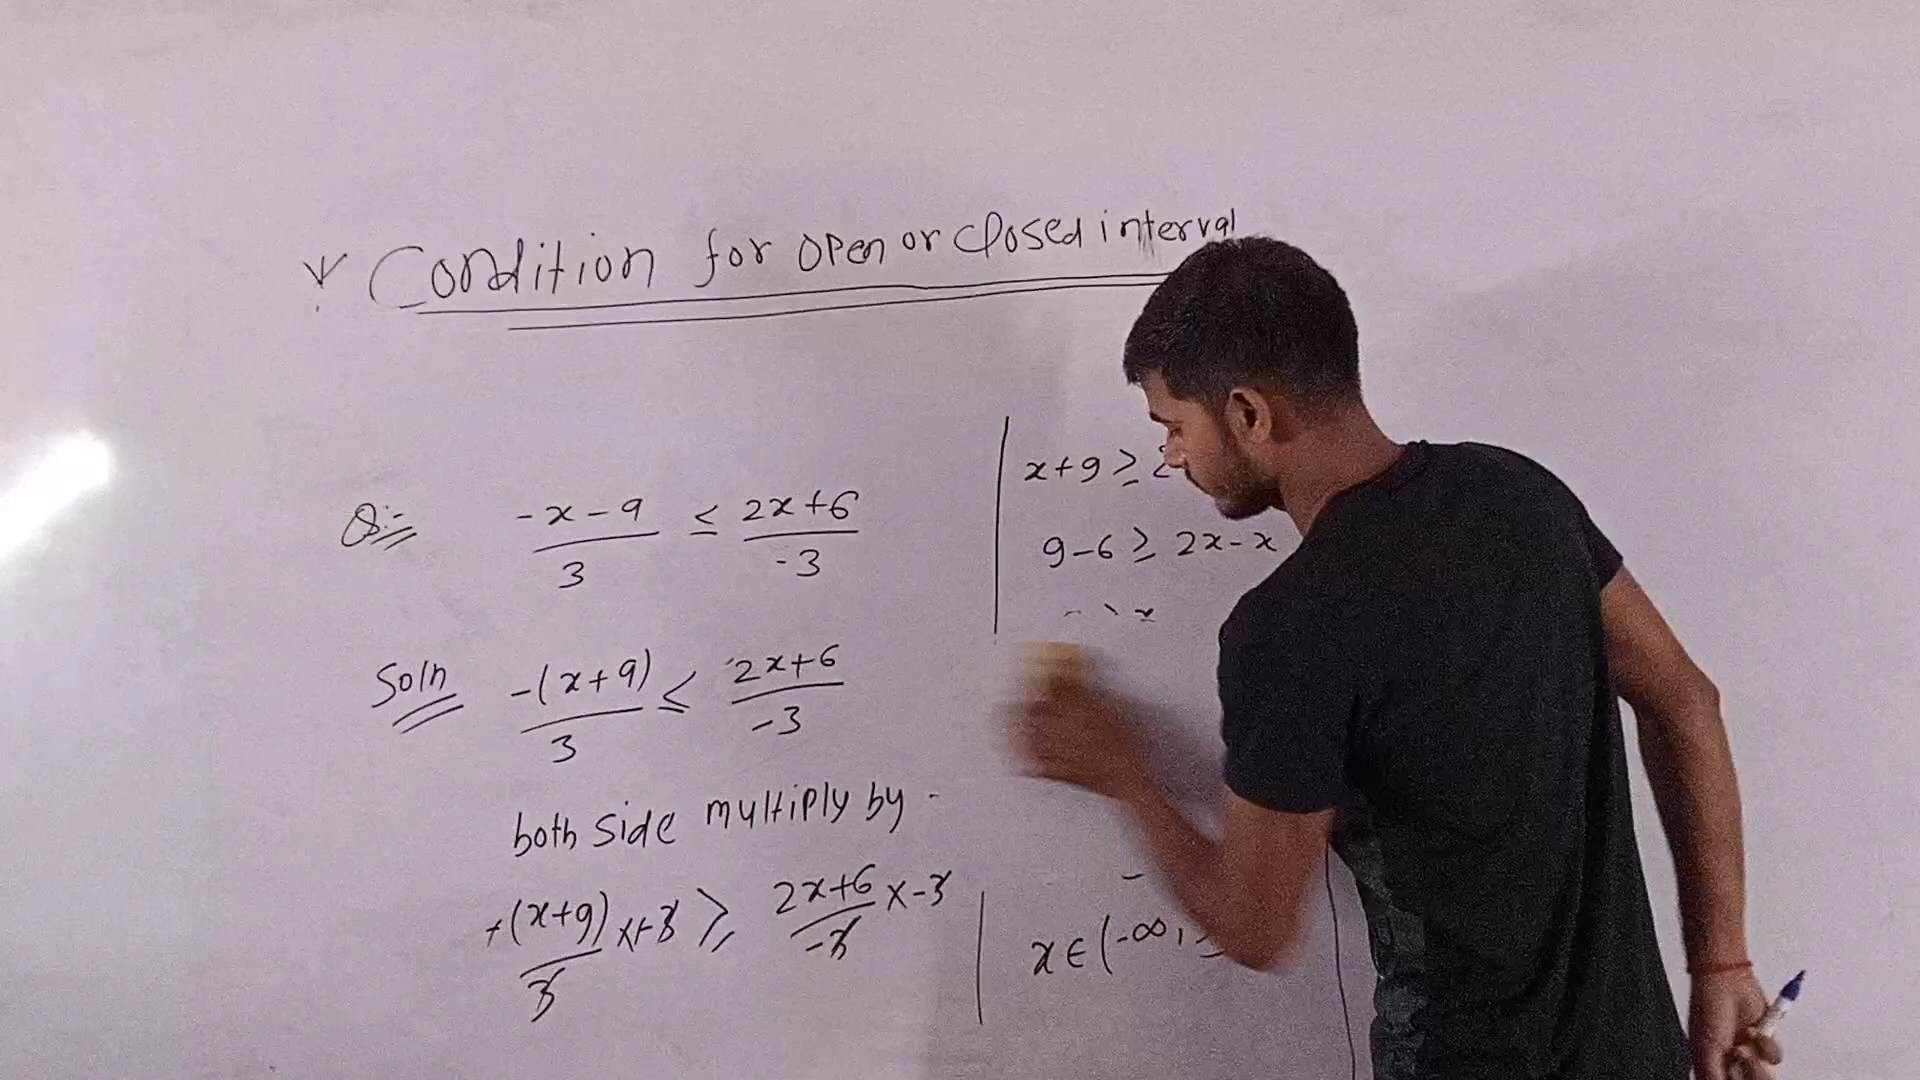 Condition for open or closed interval
Q:- -x-9/3 ≤ 2x+6/-3
Soln -(x+9)/3 ≤ 2x+6/-3
both side multiply by -
+(x+9)/3 x+3 ≥ 2x+6/-3 x-3
x+9 ≥ 2
9-6 ≥ 2x-x
x ∈ (-∞,